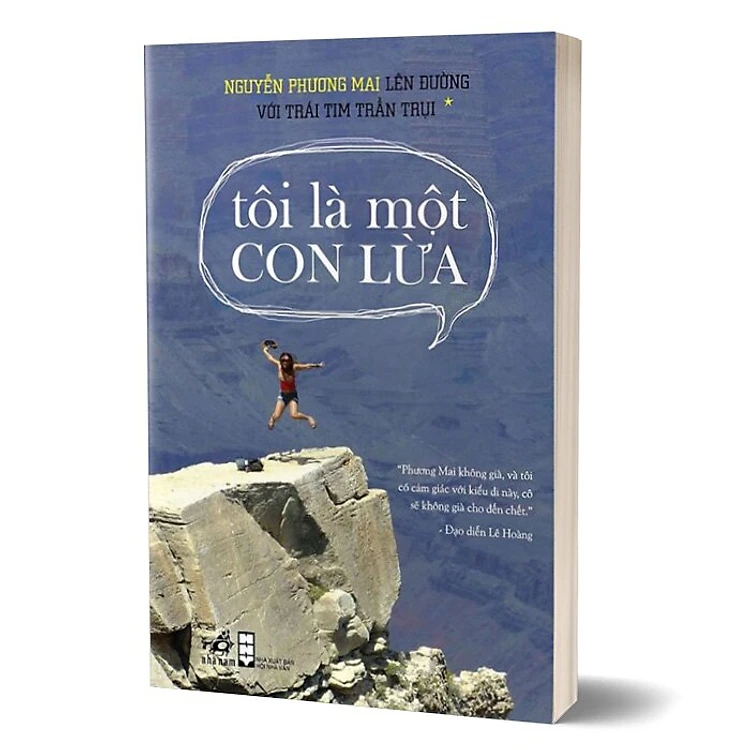 NGUYỄN PHƯƠNG MAI LÊN ĐƯỜNG
VỚI TRÁI TIM TRẦN TRỤI *
tôi là một
CON LỪA
“Phương Mai không già, và tôi
có cảm giác với kiểu đi này, cô
sẽ không già cho đến chết.”
- Đạo diễn Lê Hoàng
nhã nam
HNV
NHÀ XUẤT BẢN
HỘI NHÀ VĂN